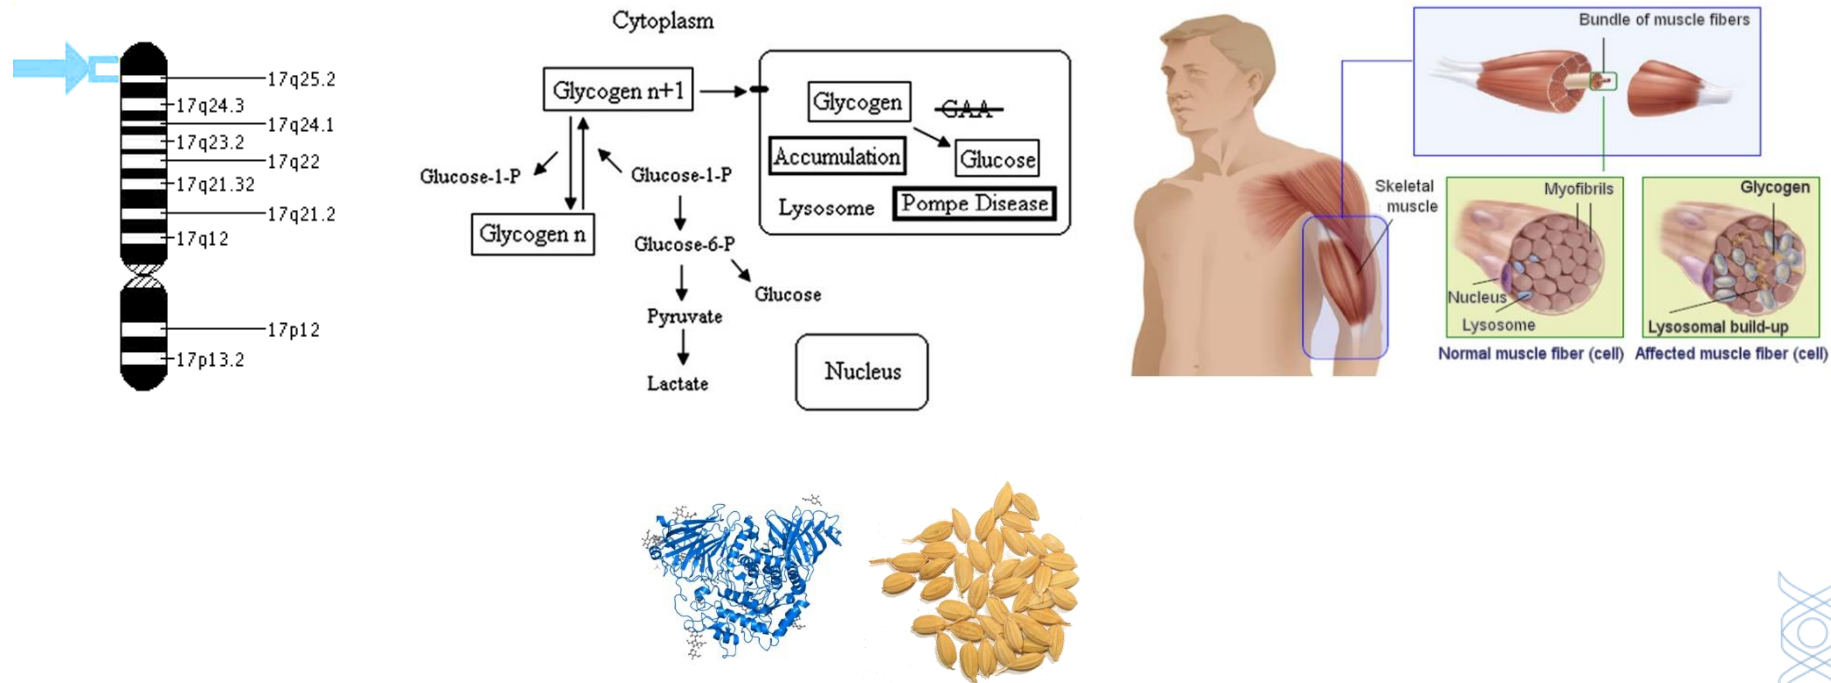 17q25.2
17q24.3
17q24.1
17q23.2
17q22
17q21.32
17q21.2
17q12
17p12
17p13.2
Cytoplasm
Glycogen n+1
Glucose-1-P
Glucose-1-P
Glycogen n
Glucose-6-P
Glucose
Pyruvate
Lactate
Glycogen
GAA
Accumulation
Glucose
Lysosome
Pompe Disease
Nucleus
Bundle of muscle fibers
Skeletal
muscle
Myofibrils
Nucleus
Lysosome
Normal muscle fiber (cell)
Glycogen
Lysosomal build-up
Affected muscle fiber (cell)